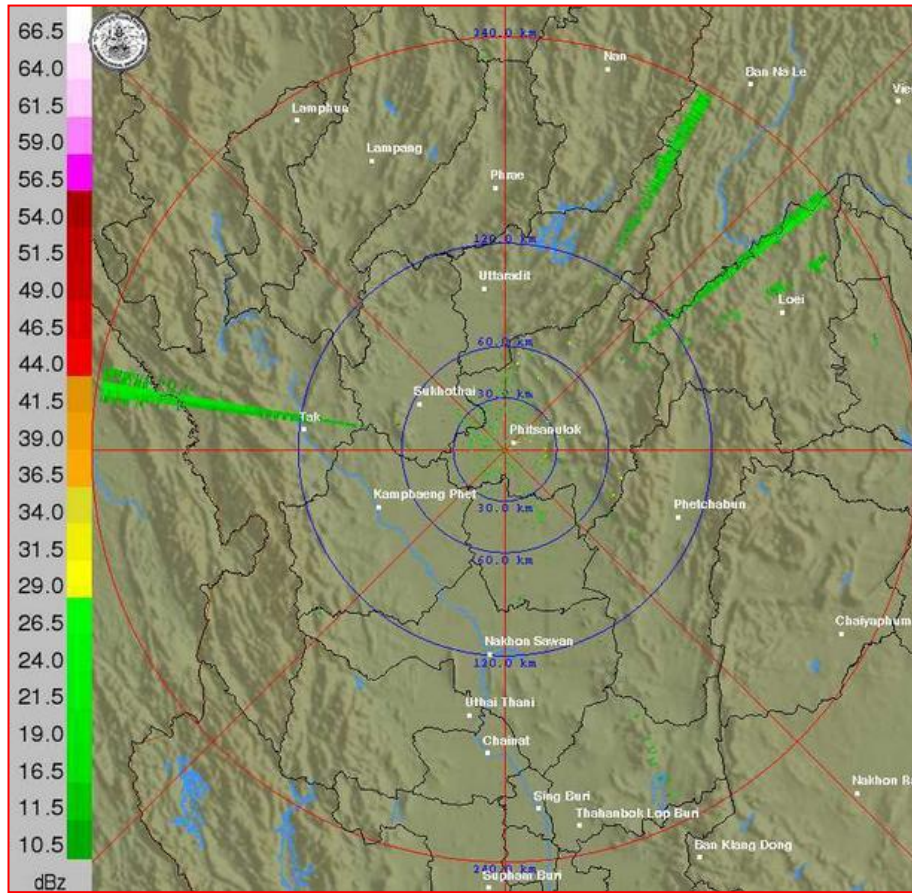 66.5
64.0
61.5
59.0
56.5
54.0
51.5
49.0
46.5
44.0
41.5
39.0
36.5
34.0
31.5
29.0
26.5
24.0
21.5
19.0
16.5
11.5
10.5
dBz
240.0 km
Nan
Ban Na Le
Lamphun
Lampang
Phrae
120.0 km
Uttaradit
Loei
60.0 km
Sukhothai
30.0 km
Tak
Phitsanulok
Kampbaeng Phet
30.0 km
Phetchabun
60.0 km
Chaiyaphum
Nakhon Sawan
120.0 km
Uthai Thani
Chainat
Nakhon Ra
Sing Buri
Thahanbok Lop Buri
Ban Klang Dong
240.0 km
Supham Buri